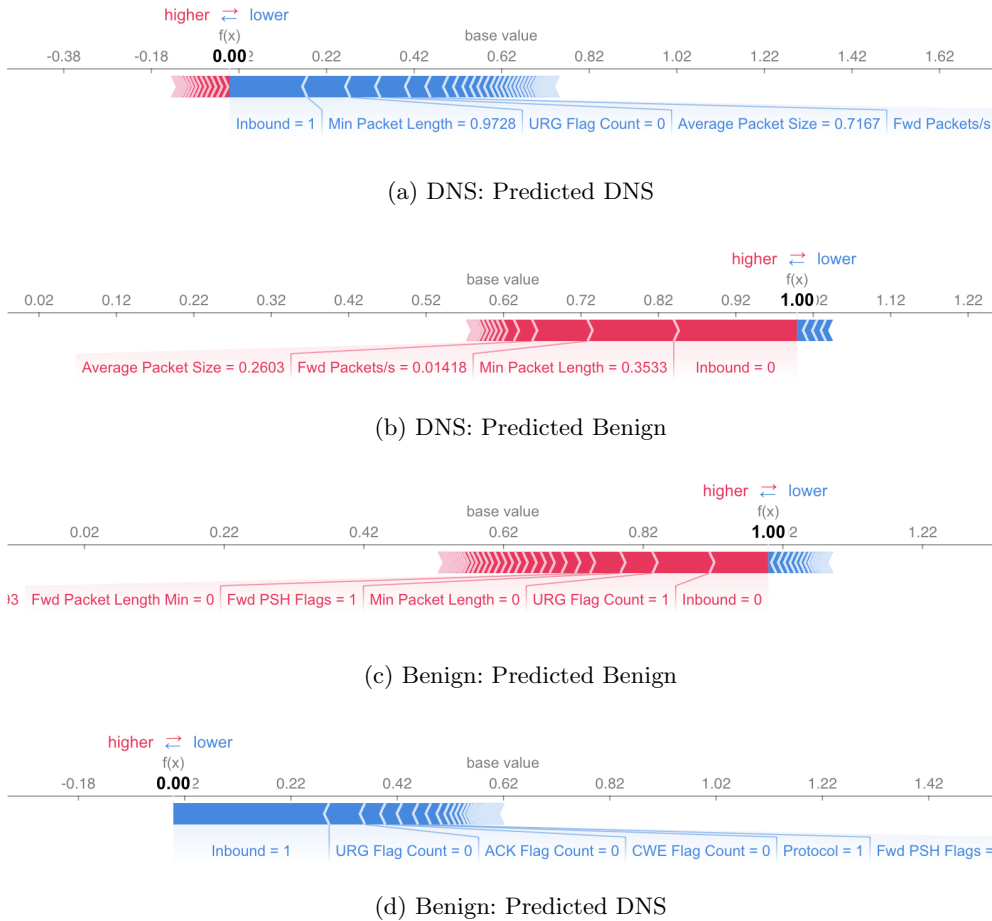 higher ⇄ lower
f(x) base value
-0.38 -0.18 0.00 2 0.22 0.42 0.62 0.82 1.02 1.22 1.42 1.62
Inbound = 1 Min Packet Length = 0.9728 URG Flag Count = 0 Average Packet Size = 0.7167 Fwd Packets/s
(a) DNS: Predicted DNS
higher ⇄ lower
base value f(x)
0.02 0.12 0.22 0.32 0.42 0.52 0.62 0.72 0.82 0.92 1.00 02 1.12 1.22
Average Packet Size = 0.2603 Fwd Packets/s = 0.01418 Min Packet Length = 0.3533 Inbound = 0
(b) DNS: Predicted Benign
higher ⇄ lower
base value f(x)
0.02 0.22 0.42 0.62 0.82 1.00 2 1.22
93 Fwd Packet Length Min = 0 Fwd PSH Flags = 1 Min Packet Length = 0 URG Flag Count = 1 Inbound = 0
(c) Benign: Predicted Benign
higher ⇄ lower
f(x) base value
-0.18 0.00 2 0.22 0.42 0.62 0.82 1.02 1.22 1.42
Inbound = 1 URG Flag Count = 0 ACK Flag Count = 0 CWE Flag Count = 0 Protocol = 1 Fwd PSH Flags =
(d) Benign: Predicted DNS